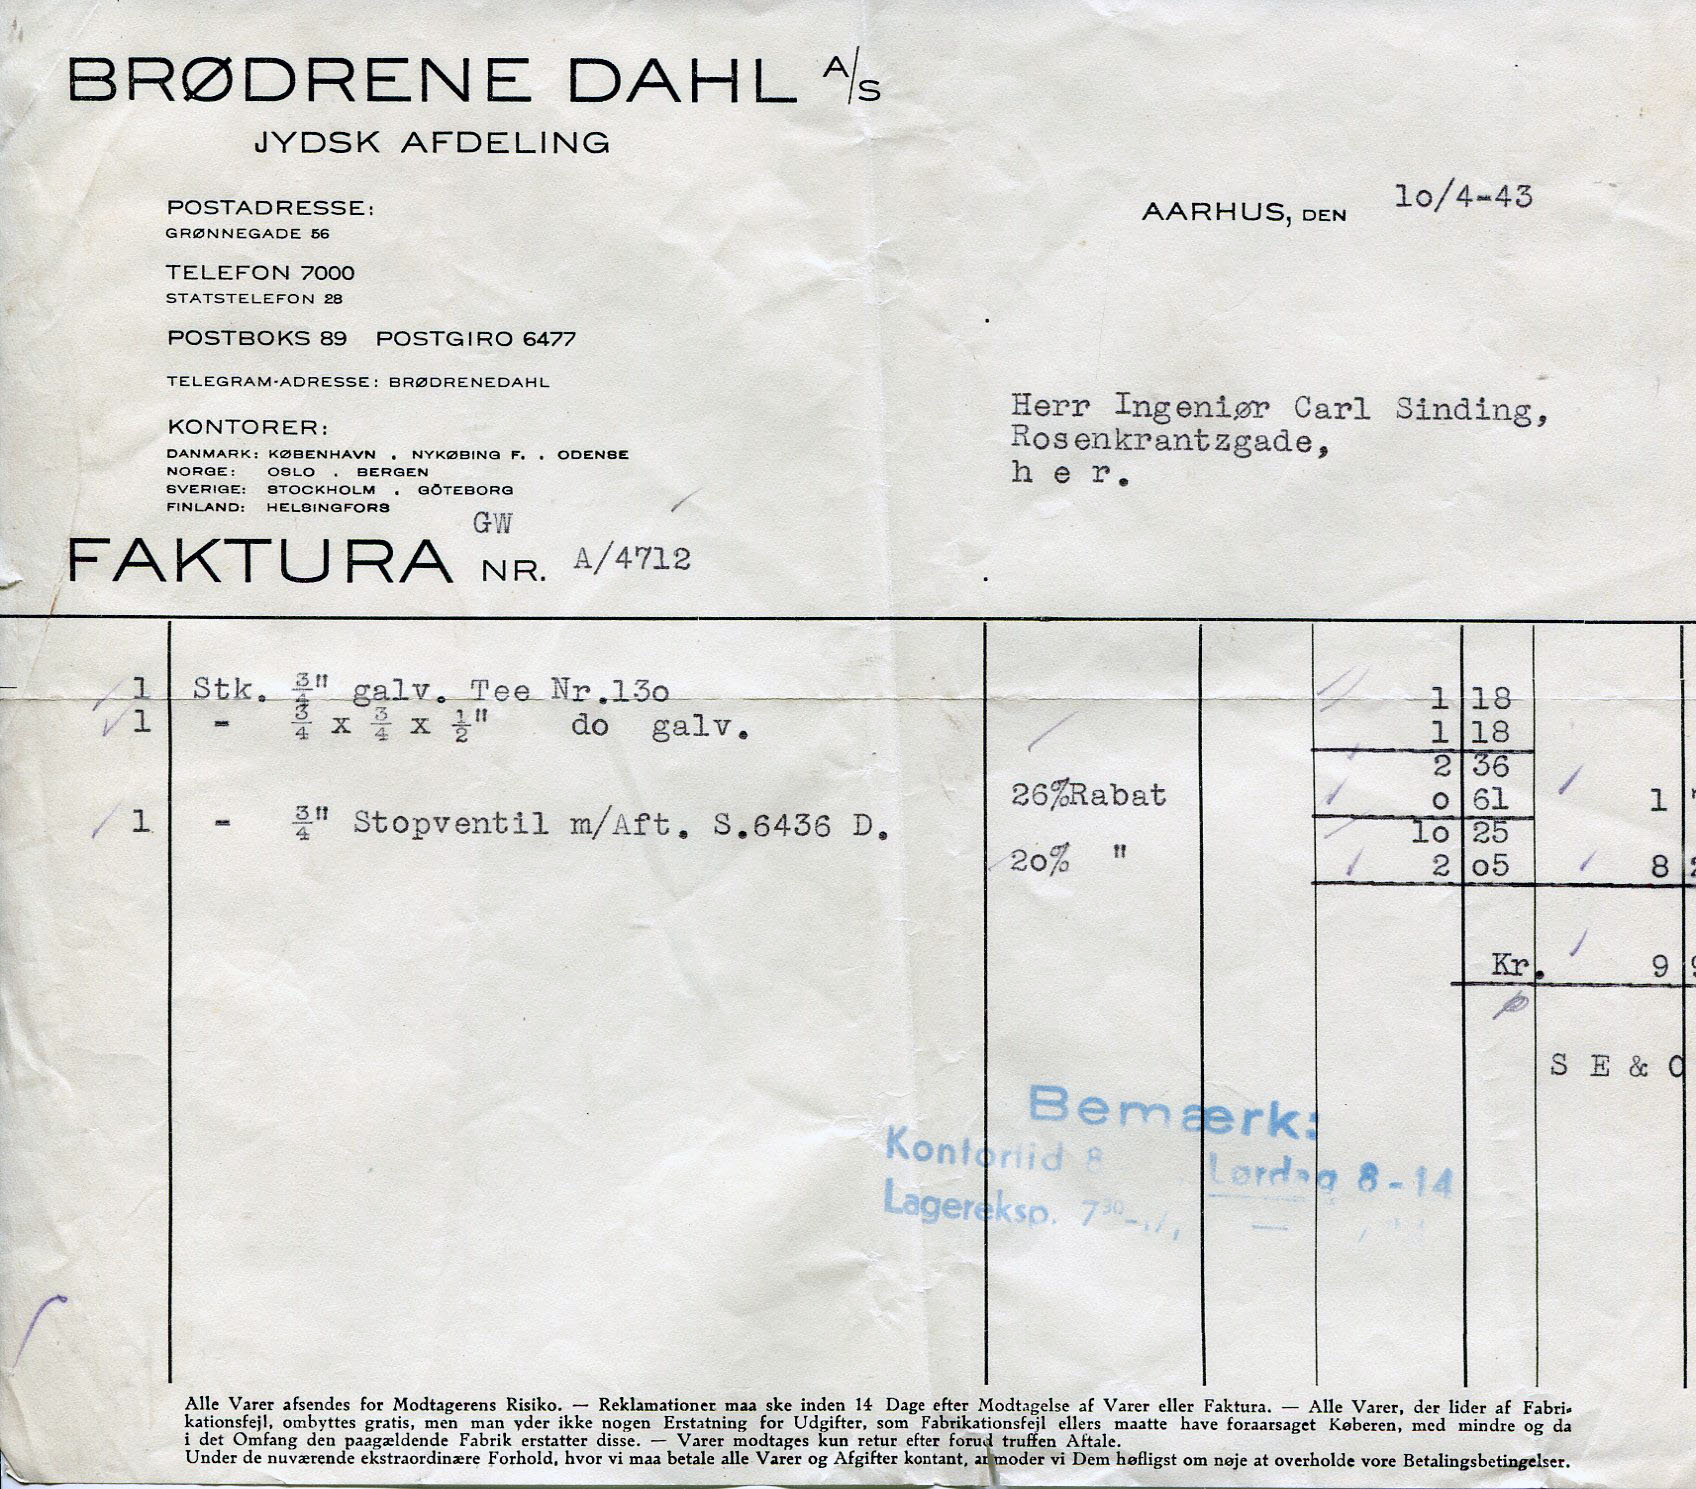 BRØDRENE DAHL A/S
JYDSK AFDELING
POSTADRESSE:
GRØNNEGADE 56
TELEFON 7000
STATSTELEFON 28
POSTBOKS 89 POSTGIRO 6477
TELEGRAM-ADRESSE: BRØDRENEDAHL
KONTORER:
DANMARK: KØBENHAVN . NYKØBING F. . ODENSE
NORGE: OSLO . BERGEN
SVERIGE: STOCKHOLM . GÖTEBORG
FINLAND: HELSINGFORS
AARHUS, DEN 10/4-43
Herr Ingeniør Carl Sinding,
Rosenkrantzgade,
h e r.
GW
FAKTURA NR. A/4712
1 Stk. 3/4" galv. Tee Nr.130 1 18
1 - 3/4 x 3/4 x 1/2" do galv. 1 18
2 36
26%Rabat 0 61 1
1 - 3/4" Stopventil m/Aft. S.6436 D. 10 25
20% " 2 05 8
Kr. 9
S E & O
Bemærk:
Kontortid 8 Lørdag 8-14
Lagereksp. 7³⁰- —
Alle Varer afsendes for Modtagerens Risiko. — Reklamationer maa ske inden 14 Dage efter Modtagelse af Varer eller Faktura. — Alle Varer, der lider af Fabri-
kationsfejl, ombyttes gratis, men man yder ikke nogen Erstatning for Udgifter, som Fabrikationsfejl ellers maatte have foraarsaget Køberen, med mindre og da
i det Omfang den paagældende Fabrik erstatter disse. — Varer modtages kun retur efter forud truffen Aftale.
Under de nuværende ekstraordinære Forhold, hvor vi maa betale alle Varer og Afgifter kontant, anmoder vi Dem høfligst om nøje at overholde vore Betalingsbetingelser.